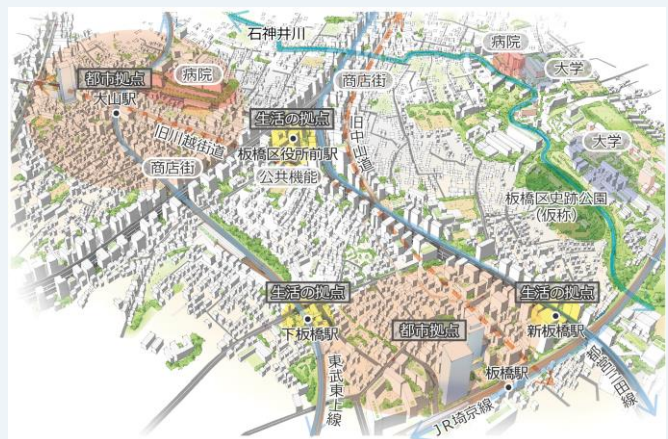 石神井川
病院
大学
都市拠点
大山駅
病院
商店街
生活の拠点
板橋区役所前駅
公共機能
旧川越街道
商店街
旧中山道
大学
板橋区史跡公園
(仮称)
生活の拠点
下板橋駅
都市拠点
生活の拠点
新板橋駅
板橋駅
東武東上線
JR埼京線
都営三田線